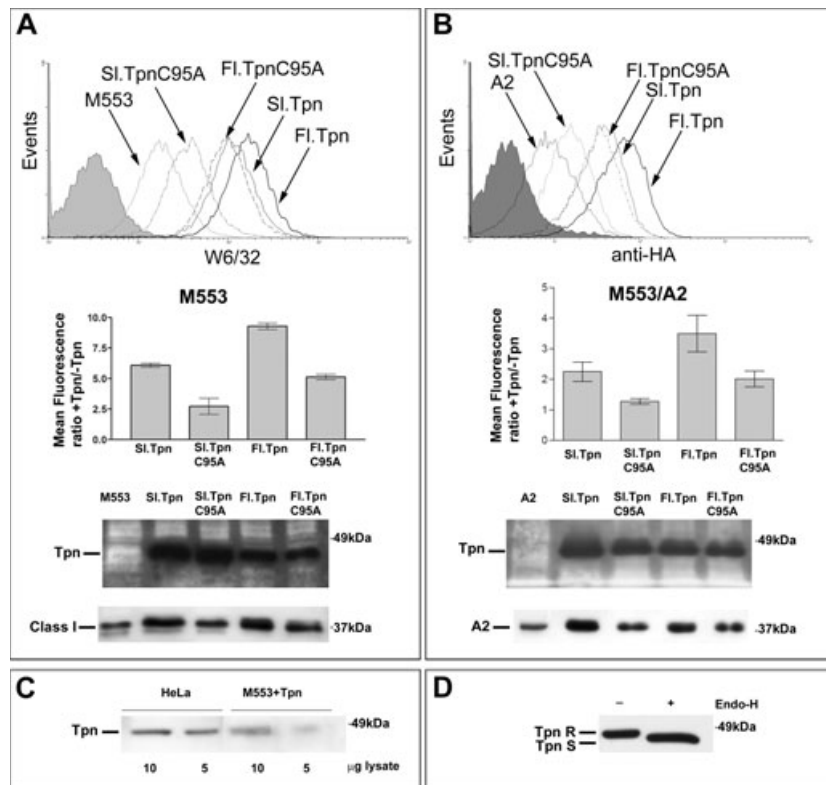 A
Events
M553
Sl.TpnC95A
Fl.TpnC95A
Sl.Tpn
Fl.Tpn
W6/32
M553
Mean Fluorescence
ratio +Tpn/-Tpn
10.0
7.5
5.0
2.5
0.0
Sl.Tpn
Sl.Tpn
C95A
Fl.Tpn
Fl.Tpn
C95A
M553
Sl.Tpn
Sl.Tpn
C95A
Fl.Tpn
Fl.Tpn
C95A
Tpn
-49kDa
Class I
-37kDa
B
Events
Sl.TpnC95A
A2
Fl.TpnC95A
Sl.Tpn
Fl.Tpn
anti-HA
M553/A2
Mean Fluorescence
ratio +Tpn/-Tpn
5
4
3
2
1
0
Sl.Tpn
Sl.Tpn
C95A
Fl.Tpn
Fl.Tpn
C95A
A2
Sl.Tpn
Sl.Tpn
C95A
Fl.Tpn
Fl.Tpn
C95A
Tpn
-49kDa
A2
-37kDa
C
HeLa
M553+Tpn
Tpn
-49kDa
10 5 10 5 µg lysate
D
– + Endo-H
-49kDa
Tpn R
Tpn S